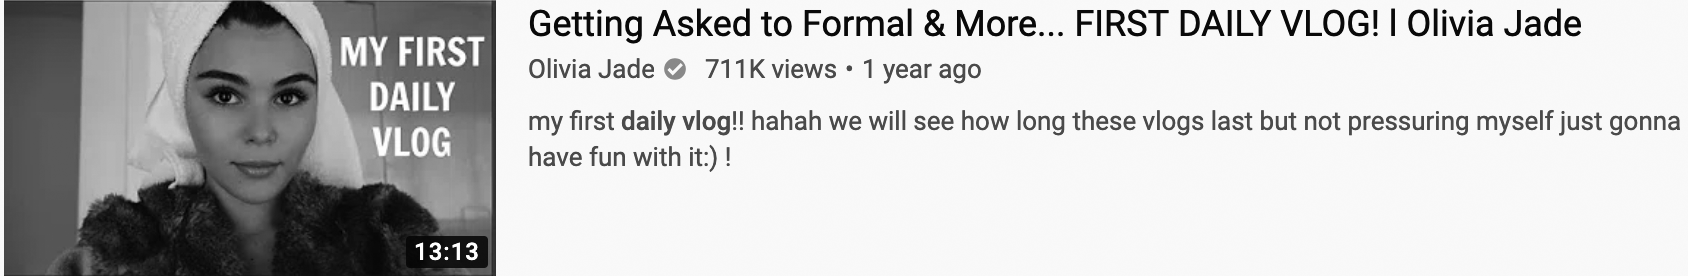 MY FIRST
DAILY
VLOG
13:13
Getting Asked to Formal & More... FIRST DAILY VLOG! l Olivia Jade
Olivia Jade 711K views • 1 year ago
my first daily vlog!! hahah we will see how long these vlogs last but not pressuring myself just gonna
have fun with it:) !